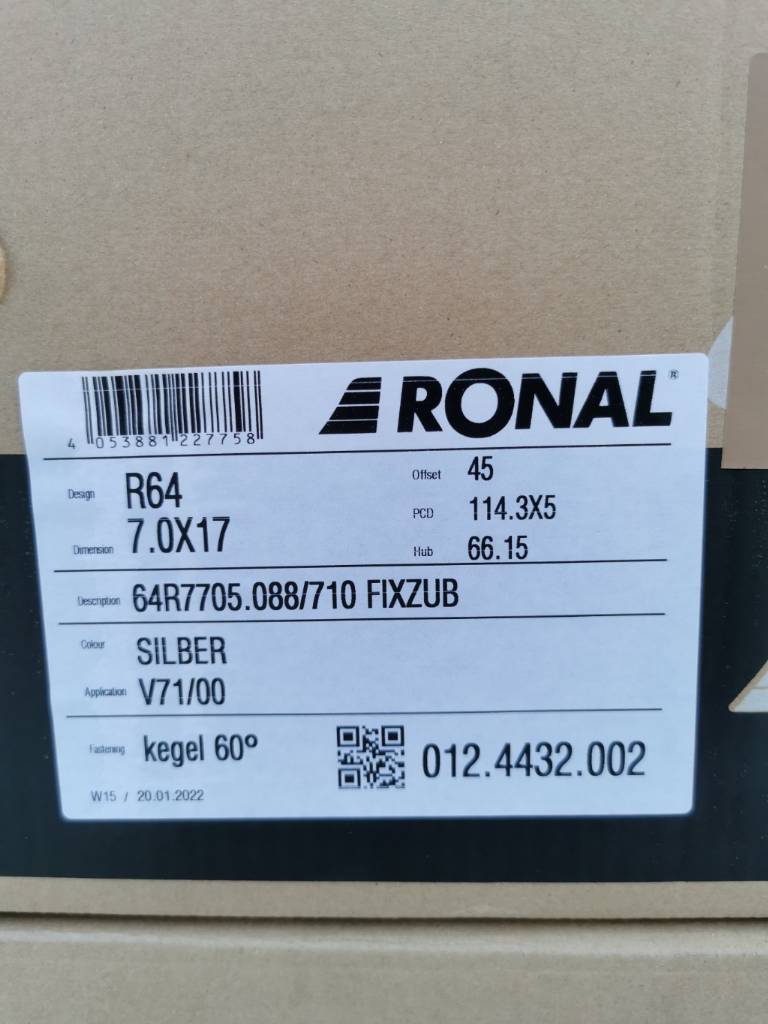 4 053881 227758
RONAL®
Design R64
Offset 45
PCD 114.3X5
Dimension 7.0X17
Hub 66.15
Description 64R7705.088/710 FIXZUB
Colour SILBER
Application V71/00
Fastening kegel 60°
012.4432.002
W15 / 20.01.2022